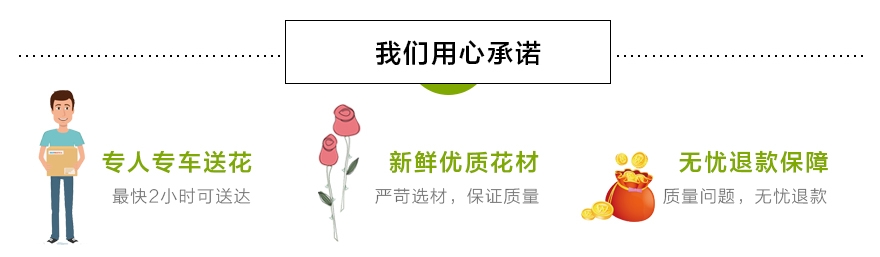 我们用心承诺
专人专车送花
最快2小时可送达
新鲜优质花材
严苛选材，保证质量
无忧退款保障
质量问题，无忧退款